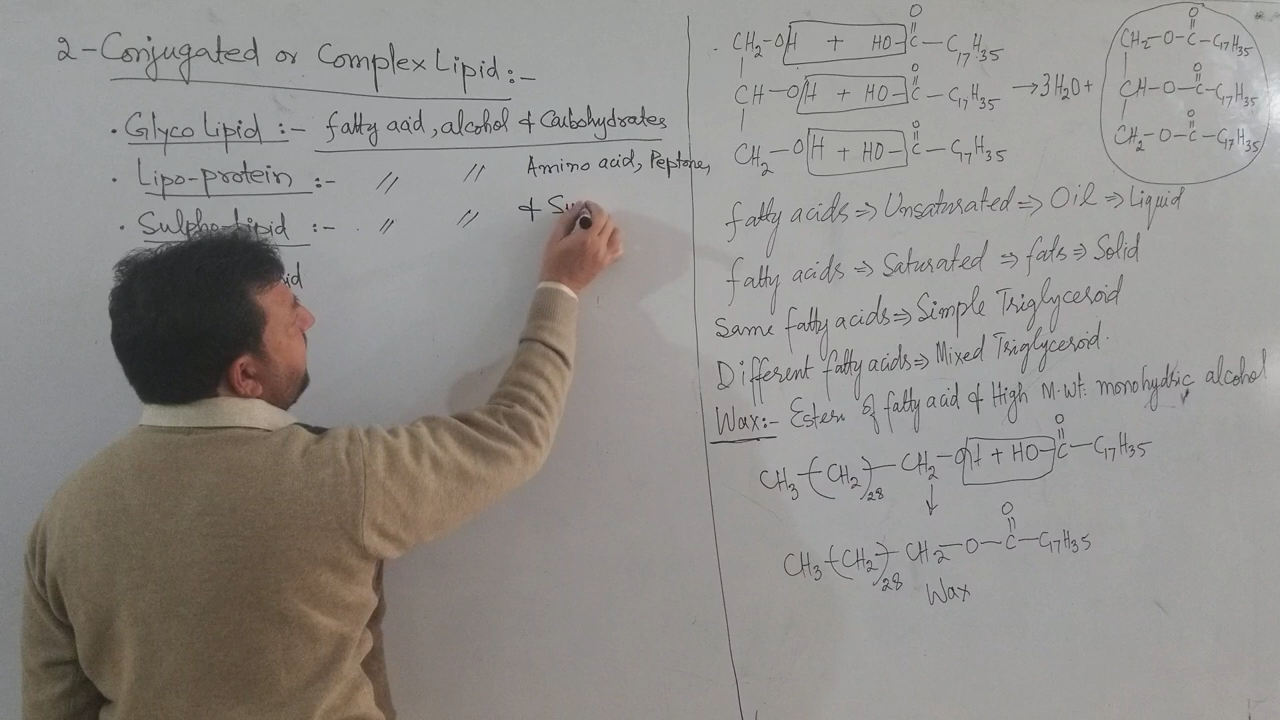 2-Conjugated or Complex Lipid:-
· Glyco Lipid :- fatty acid, alcohol & Carbohydrates
· Lipo-protein :- // // Amino acid, Peptone,
· Sulpho-Lipid :- . // // & Su
id
. CH2-OH + HO-C-C17H35
O
CH-OH + HO-C-C17H35 → 3H2O +
O
CH2-OH + HO-C-C17H35
O
CH2-O-C-C17H35
O
CH-O-C-C17H35
O
CH2-O-C-C17H35
O
fatty acids ⇒ Unsaturated ⇒ Oil ⇒ Liquid
fatty acids ⇒ Saturated ⇒ fats ⇒ Solid
Same fatty acids ⇒ Simple Triglyceroid
Different fatty acids ⇒ Mixed Triglyceroid.
Wax:- Esters of fatty acid & High M.wt: monohydric alcohol
O
CH3-(CH2)28-CH2-OH + HO-C-C17H35
↓
O
CH3-(CH2)28-CH2-O-C-C17H35
Wax